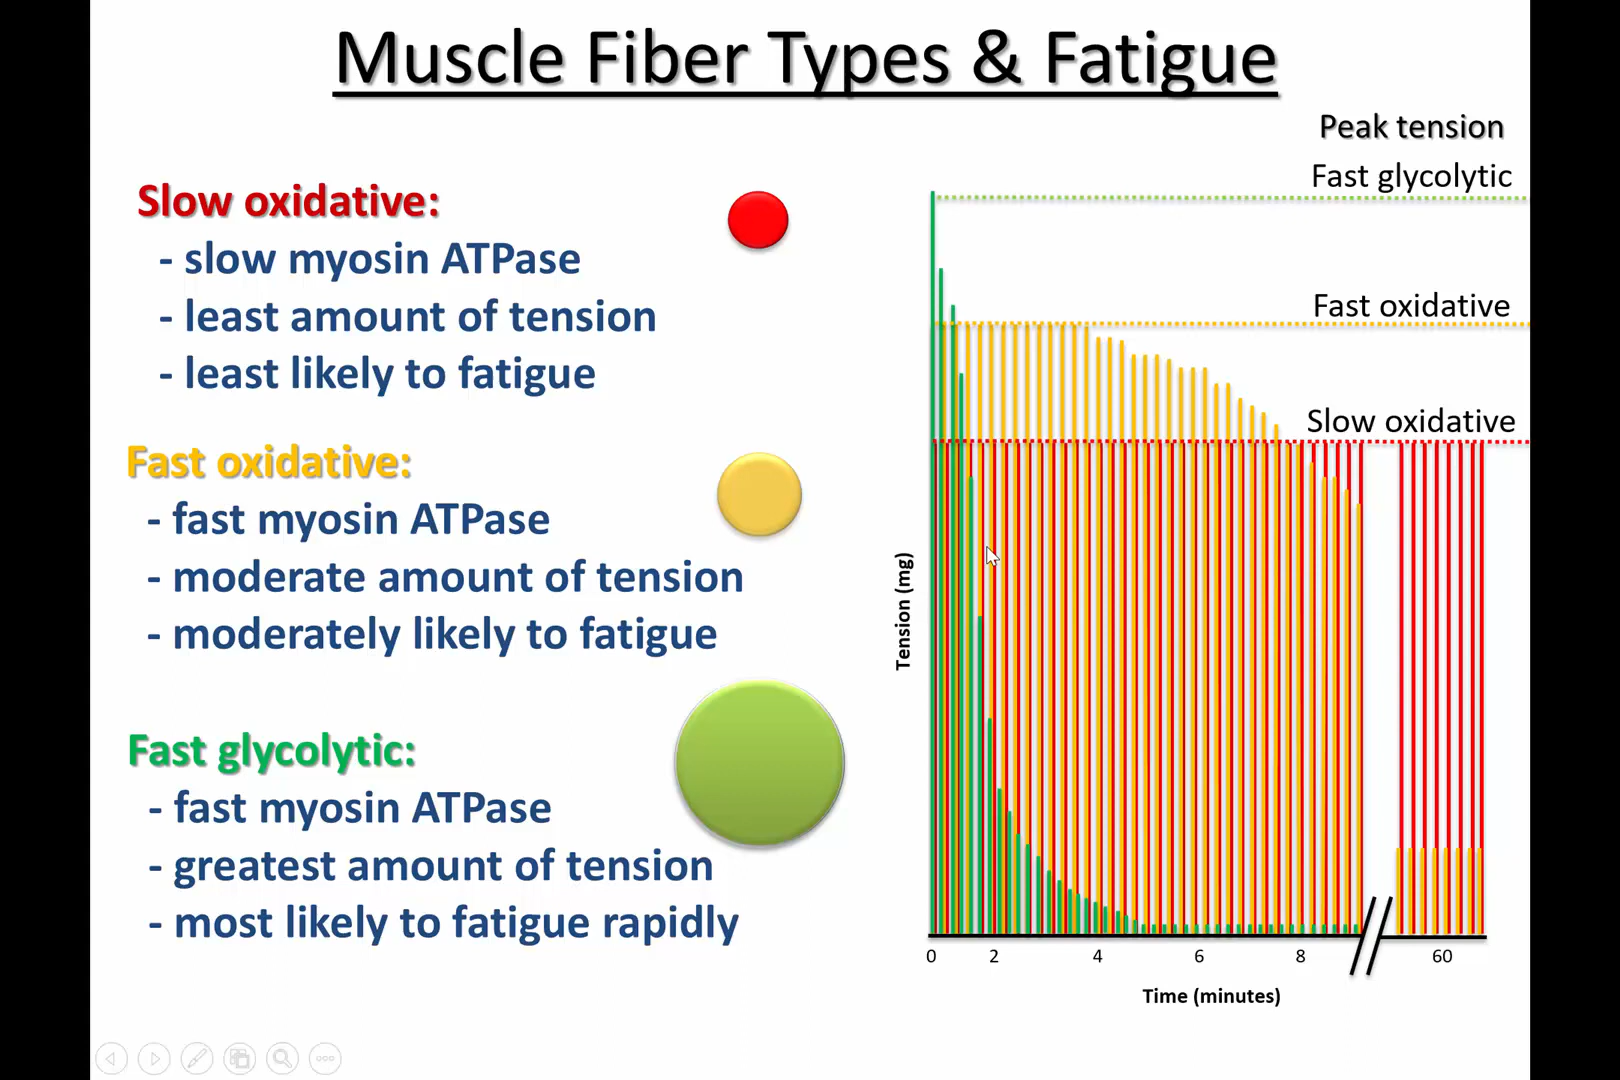 Muscle Fiber Types & Fatigue
Slow oxidative:
- slow myosin ATPase
- least amount of tension
- least likely to fatigue
Fast oxidative:
- fast myosin ATPase
- moderate amount of tension
- moderately likely to fatigue
Fast glycolytic:
- fast myosin ATPase
- greatest amount of tension
- most likely to fatigue rapidly
Peak tension
Fast glycolytic
Fast oxidative
Slow oxidative
Tension (mg)
0 2 4 6 8 60
Time (minutes)